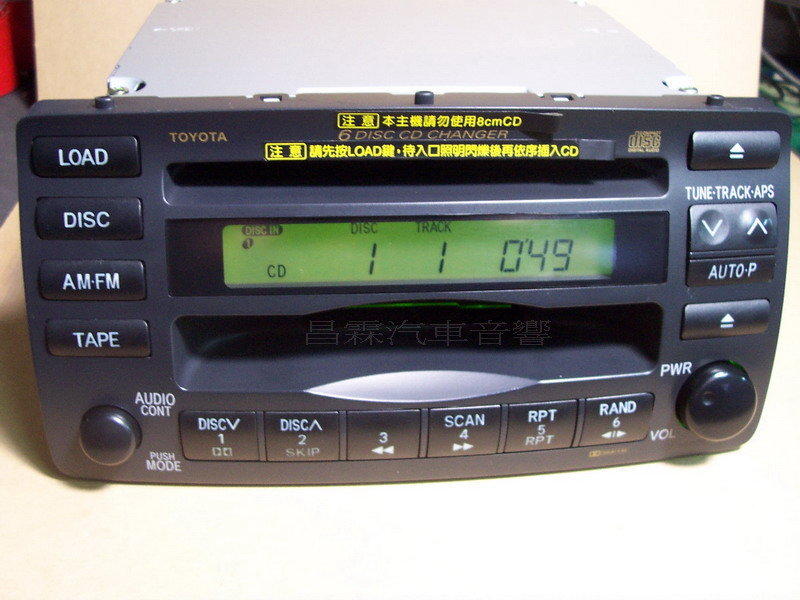 注意 本主機請勿使用8cmCD
TOYOTA
6 DISC CD CHANGER
DISC
注意 請先按LOAD鍵,待入口照明閃爍後再依序插入CD
LOAD
DISC
AM·FM
TAPE
DISC IN
1
DISC
TRACK
CD
1
1
0'49
TUNE·TRACK·APS
AUTO·P
昌霖汽車音響
PWR
VOL
AUDIO
CONT
PUSH
MODE
DISC∨
1
DISC∧
2
SKIP
3
SCAN
4
RPT
5
RPT
RAND
6